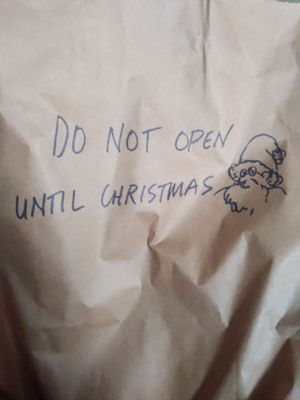 DO NOT OPEN
UNTIL CHRISTMAS